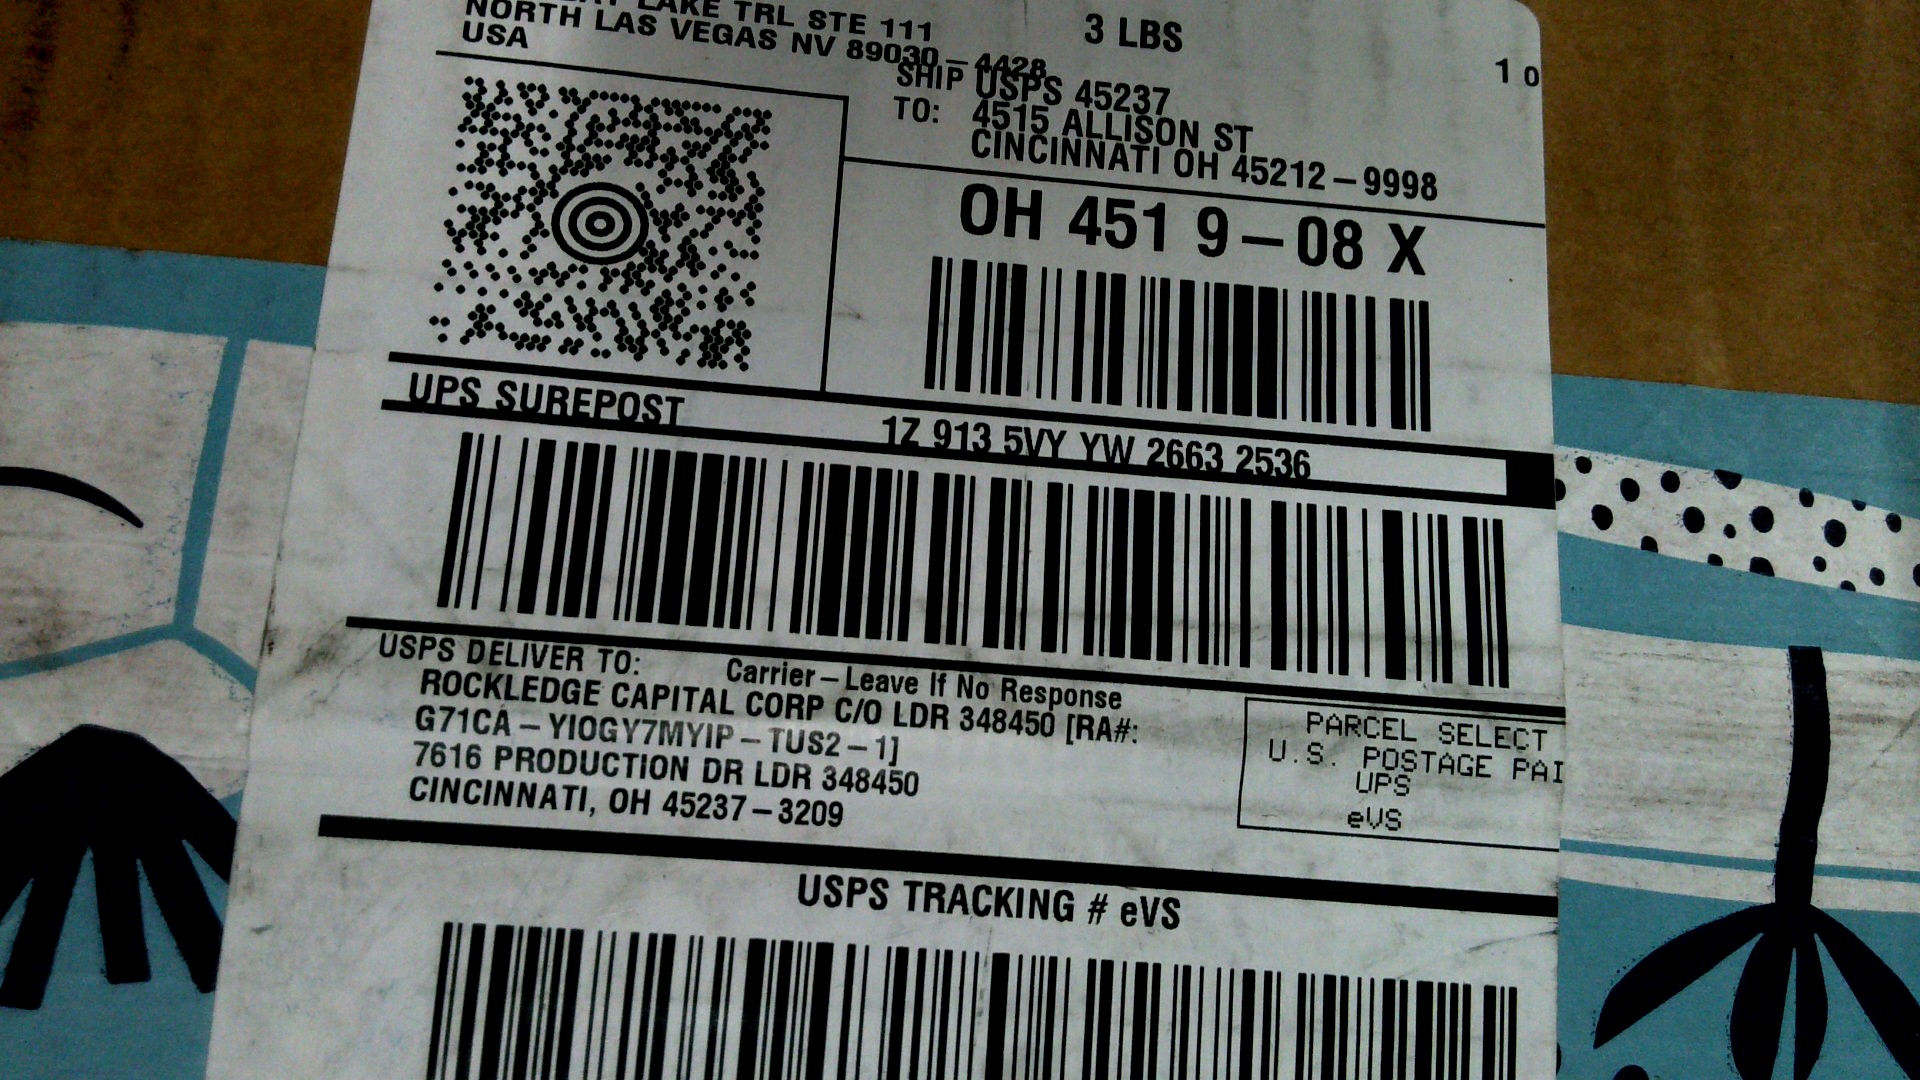 LAKE TRL STE 111
NORTH LAS VEGAS NV 89030-4428
USA
3 LBS
1 0
SHIP TO:
USPS 45237
4515 ALLISON ST
CINCINNATI OH 45212-9998
OH 451 9-08 X
UPS SUREPOST
1Z 913 5VY YW 2663 2536
USPS DELIVER TO: Carrier-Leave If No Response
ROCKLEDGE CAPITAL CORP C/O LDR 348450 [RA#:
G71CA-YIOGY7MYIP-TUS2-1]
7616 PRODUCTION DR LDR 348450
CINCINNATI, OH 45237-3209
PARCEL SELECT
U.S. POSTAGE PAI
UPS
eVS
USPS TRACKING # eVS